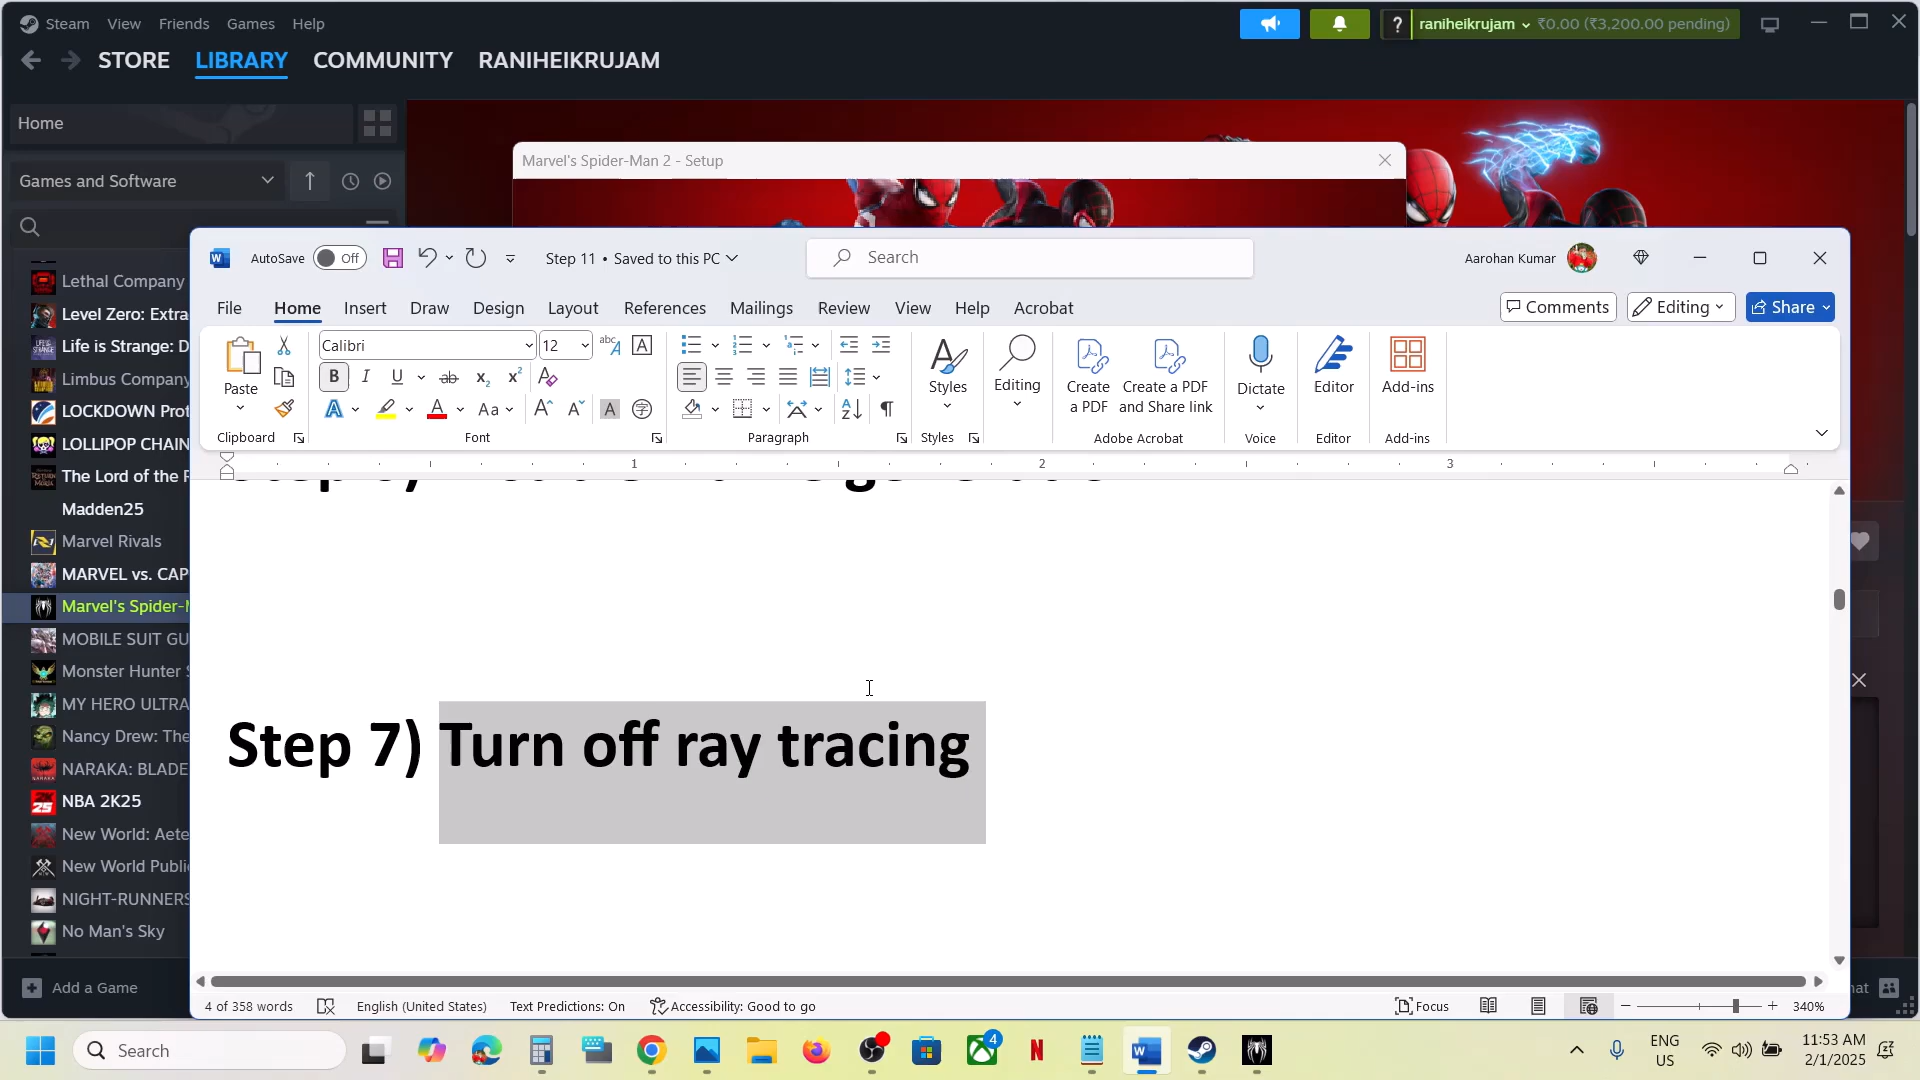 Steam View Friends Games Help
raniheikrujam ₹0.00 (₹3,200.00 pending)
STORE LIBRARY COMMUNITY RANIHEIKRUJAM
Home
Games and Software
Marvel's Spider-Man 2 - Setup
AutoSave Off Step 11 • Saved to this PC Search Aarohan Kumar
File Home Insert Draw Design Layout References Mailings Review View Help Acrobat Comments Editing Share
Calibri 12
Paste
Styles
Editing
Create a PDF
Create a PDF and Share link
Dictate
Editor
Add-ins
Clipboard Font Paragraph Styles Adobe Acrobat Voice Editor Add-ins
1 2 3
Step 7) Turn off ray tracing
Lethal Company
Level Zero: Extra
Life is Strange: D
Limbus Company
LOCKDOWN Prot
LOLLIPOP CHAIN
The Lord of the R
Madden25
Marvel Rivals
MARVEL vs. CAP
Marvel's Spider-M
MOBILE SUIT GU
Monster Hunter S
MY HERO ULTRA
Nancy Drew: The
NARAKA: BLADE
NBA 2K25
New World: Aete
New World Public
NIGHT-RUNNERS
No Man's Sky
Add a Game
4 of 358 words English (United States) Text Predictions: On Accessibility: Good to go Focus 340%
Search
4
ENG
US
11:53 AM
2/1/2025